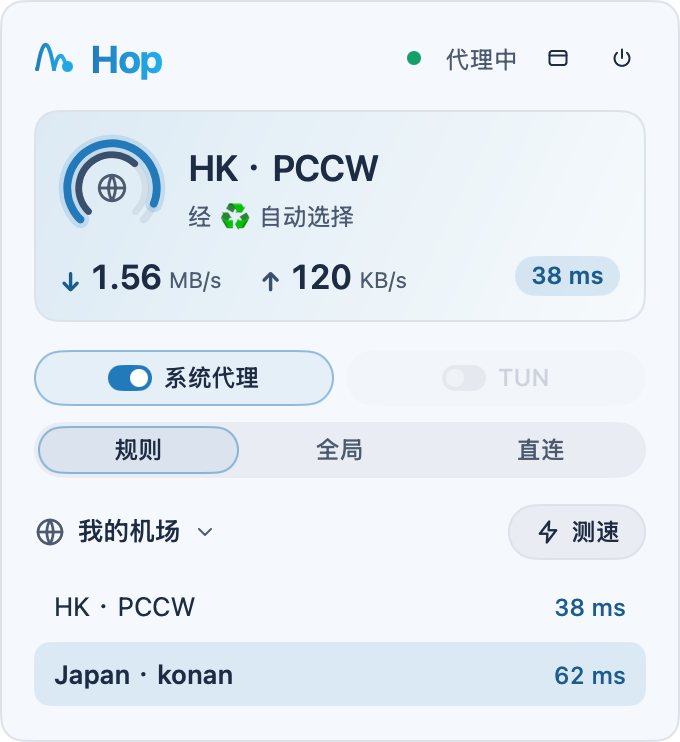 Hop 代理中
HK · PCCW
经 ♻️ 自动选择
↓ 1.56 MB/s ↑ 120 KB/s 38 ms
系统代理 TUN
规则 全局 直连
我的机场 测速
HK · PCCW 38 ms
Japan · konan 62 ms